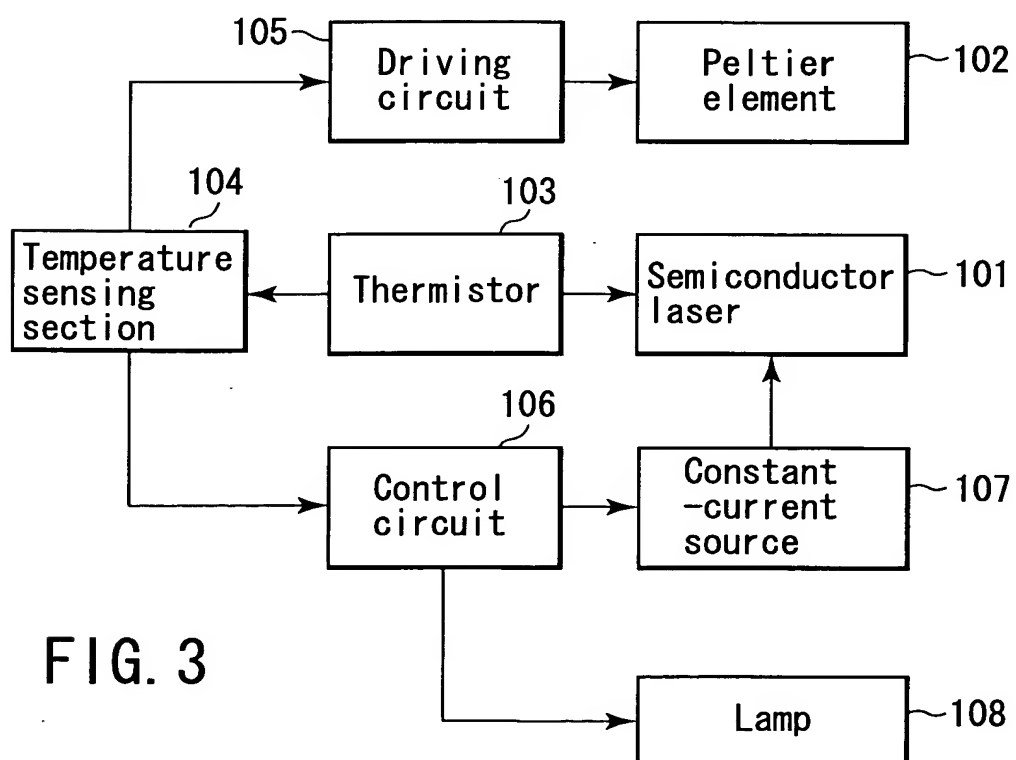 105
Driving
circuit
Peltier
element
102
104
103
Temperature
sensing
section
Thermistor
Semiconductor
laser
101
106
Control
circuit
Constant
-current
source
107
FIG. 3
Lamp
108